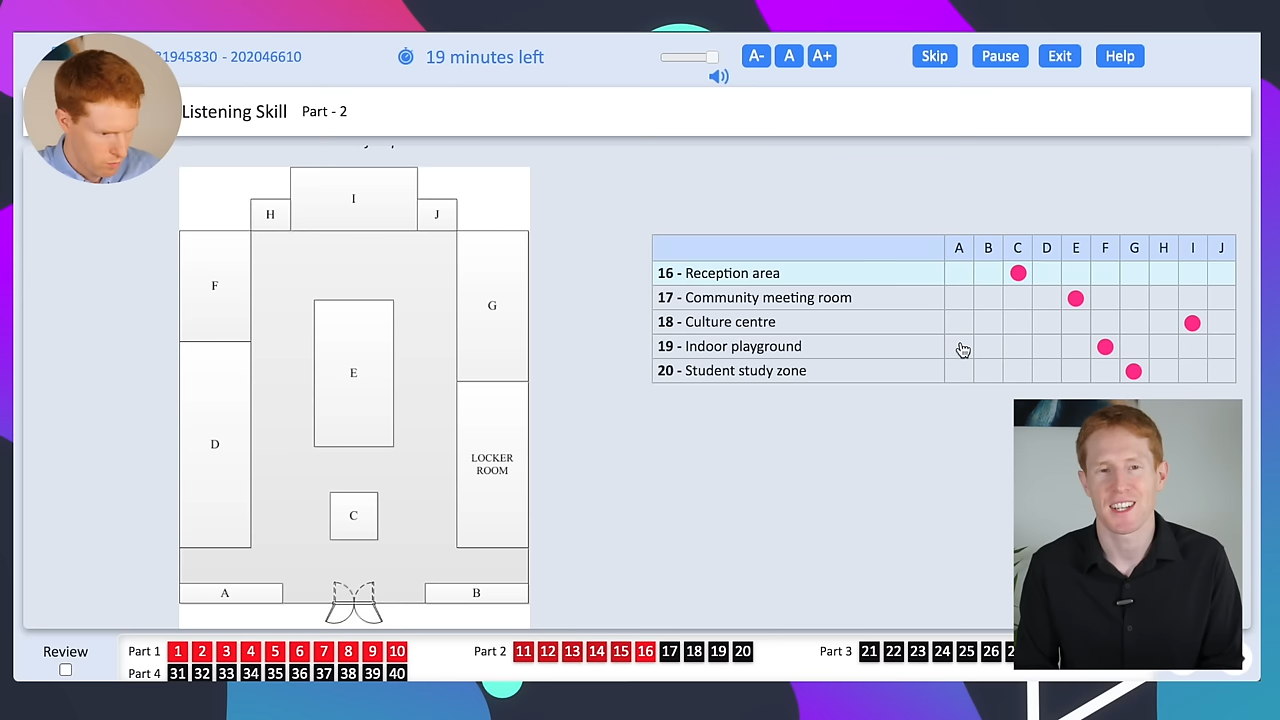 31945830 - 202046610
19 minutes left
A-
A
A+
Skip
Pause
Exit
Help
Listening Skill
Part - 2
I
H
J
F
G
E
D
LOCKER
ROOM
C
A
B
A B C D E F G H I J
16 - Reception area
17 - Community meeting room
18 - Culture centre
19 - Indoor playground
20 - Student study zone
Review
Part 1 1 2 3 4 5 6 7 8 9 10
Part 2 11 12 13 14 15 16 17 18 19 20
Part 3 21 22 23 24 25 26
Part 4 31 32 33 34 35 36 37 38 39 40